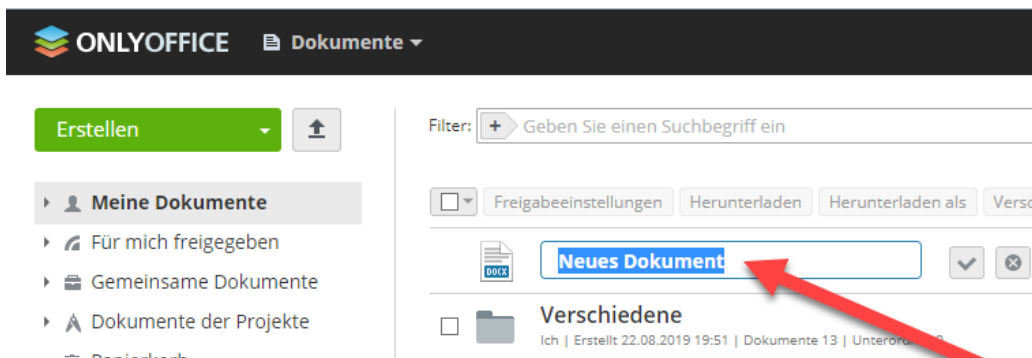 ONLYOFFICE Dokumente
Erstellen
Filter: + Geben Sie einen Suchbegriff ein
Meine Dokumente
Freigabeeinstellungen Herunterladen Herunterladen als
Für mich freigegeben
DOCX Neues Dokument
Gemeinsame Dokumente
Dokumente der Projekte
Verschiedene
Ich | Erstellt 22.08.2019 19:51 | Dokumente 13 |
Papierkorb